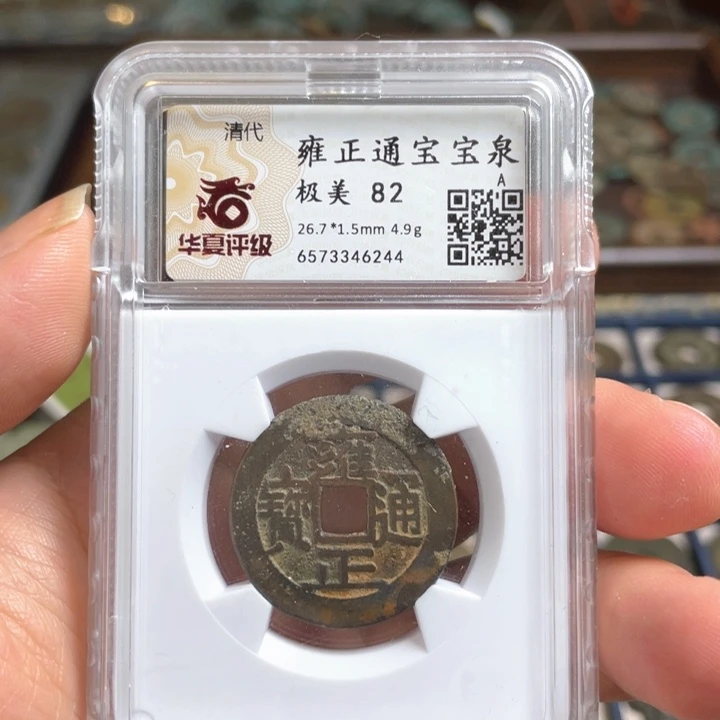 清代
华夏评级
雍正通宝宝泉
A
极美 82
26.7*1.5mm 4.9g
6573346244
雍
寶 通
正